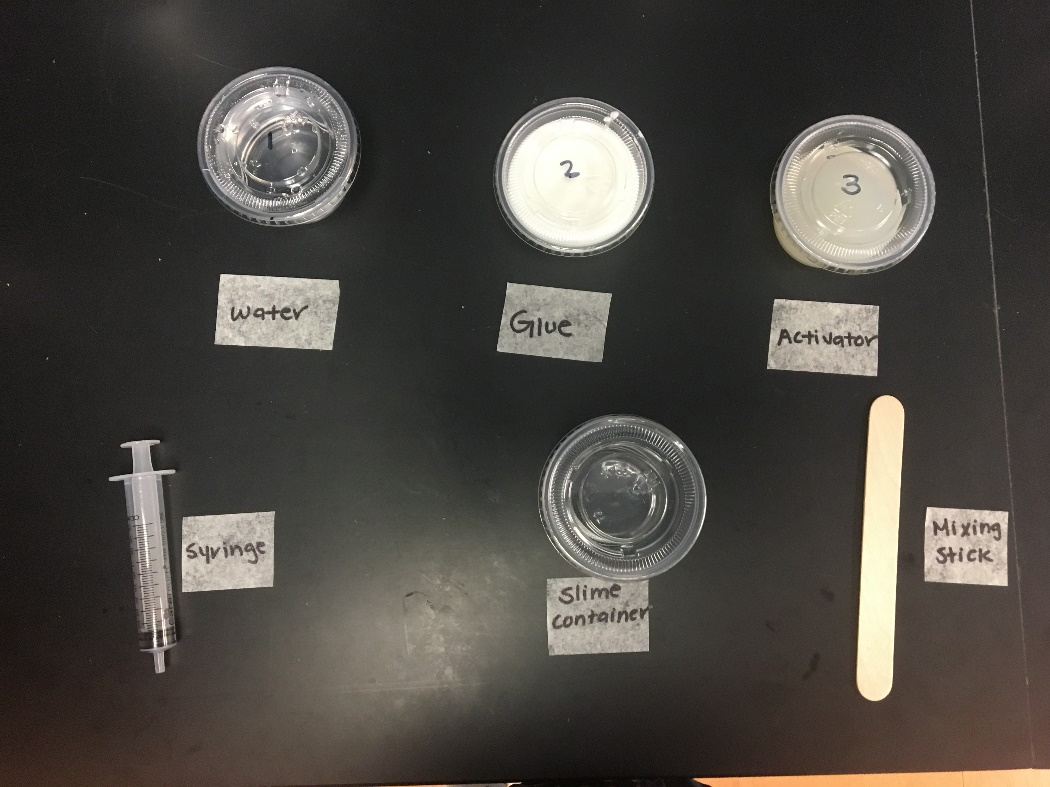 1
2
3
water
Glue
Activator
Syringe
Slime
container
Mixing
Stick